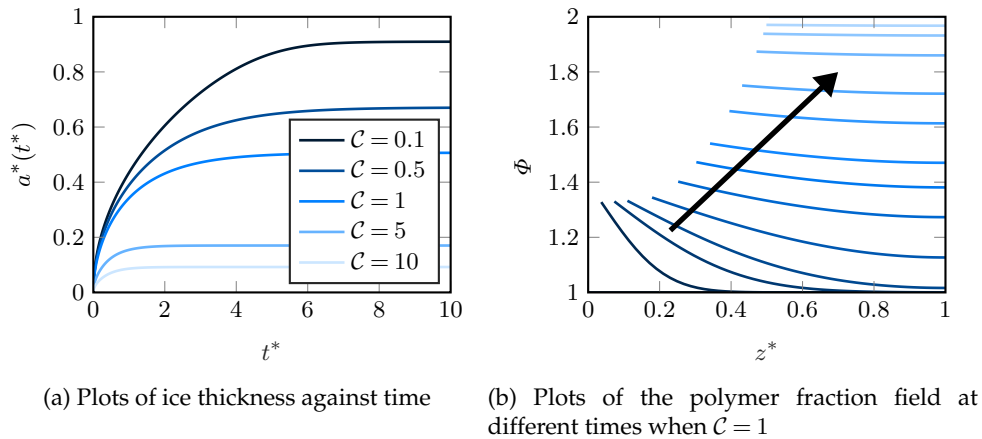 1
0.8
0.6
0.4
0.2
0
a*(t*)
0 2 4 6 8 10
t*
𝒞 = 0.1
𝒞 = 0.5
𝒞 = 1
𝒞 = 5
𝒞 = 10
2
1.8
1.6
1.4
1.2
1
Φ
0 0.2 0.4 0.6 0.8 1
z*
(a) Plots of ice thickness against time
(b) Plots of the polymer fraction field at
different times when 𝒞 = 1